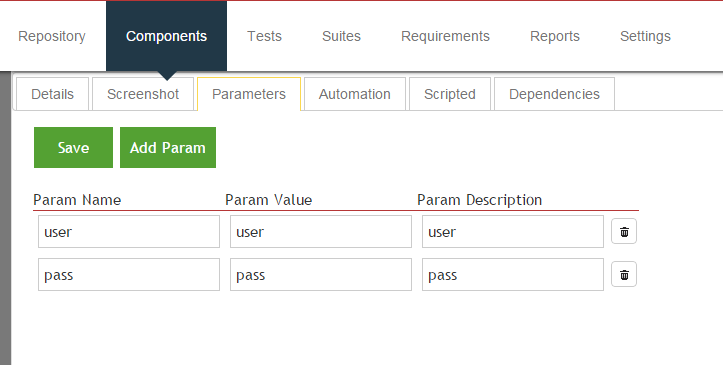 Repository Components Tests Suites Requirements Reports Settings
Details Screenshot Parameters Automation Scripted Dependencies
Save Add Param
Param Name Param Value Param Description
user user user
pass pass pass